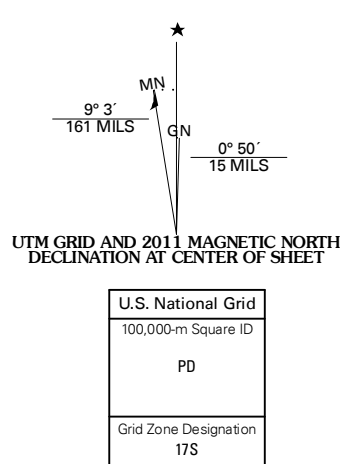 ★
MN
GN
9° 3´
161 MILS
0° 50´
15 MILS
UTM GRID AND 2011 MAGNETIC NORTH
DECLINATION AT CENTER OF SHEET
U.S. National Grid
100,000-m Square ID
PD
Grid Zone Designation
17S